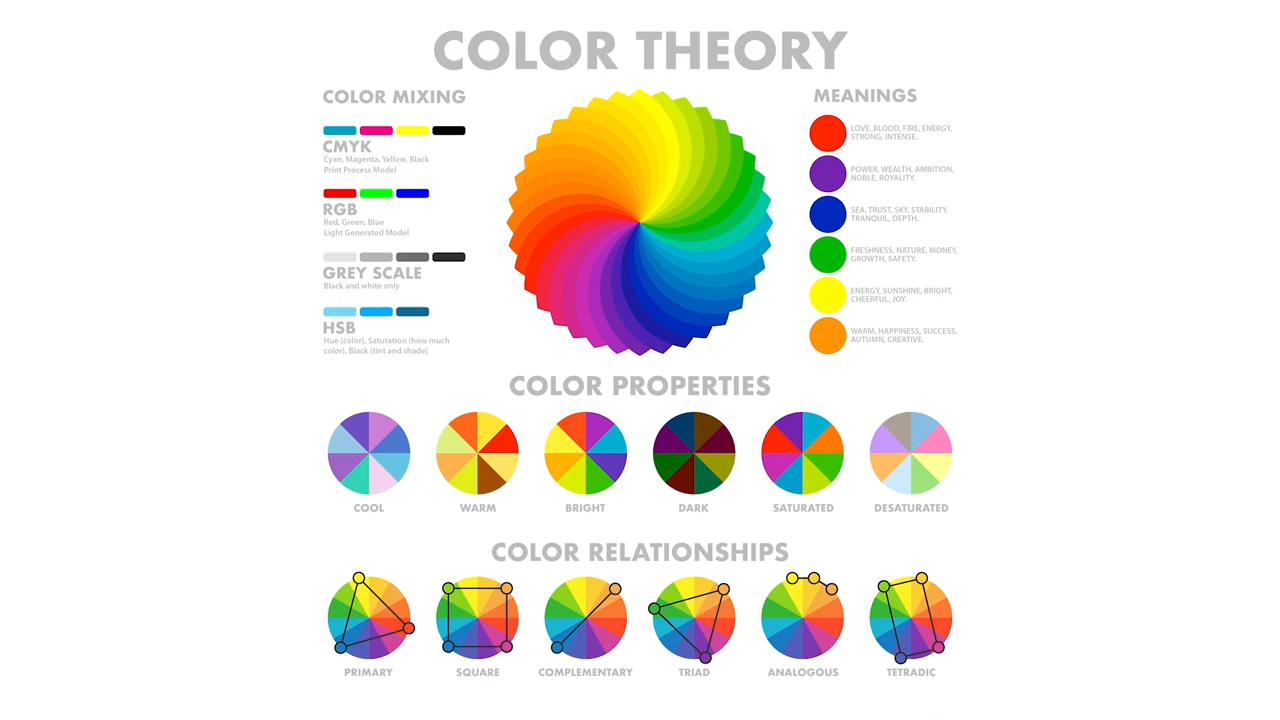 COLOR THEORY
COLOR MIXING
CMYK
Cyan, Magenta, Yellow, Black
Print Process Model
RGB
Red, Green, Blue
Light Generated Model
GREY SCALE
Black and white only
HSB
Hue (color), Saturation (how much
color), Black (tint and shade)
MEANINGS
LOVE, BLOOD, FIRE, ENERGY,
STRONG, INTENSE.
POWER, WEALTH, AMBITION,
NOBLE, ROYALITY.
SEA, TRUST, SKY, STABILITY,
TRANQUIL, DEPTH.
FRESHNESS, NATURE, MONEY,
GROWTH, SAFETY.
ENERGY, SUNSHINE, BRIGHT,
CHEERFUL, JOY.
WARM, HAPPINESS, SUCCESS,
AUTUMN, CREATIVE.
COLOR PROPERTIES
COOL
WARM
BRIGHT
DARK
SATURATED
DESATURATED
COLOR RELATIONSHIPS
PRIMARY
SQUARE
COMPLEMENTARY
TRIAD
ANALOGOUS
TETRADIC